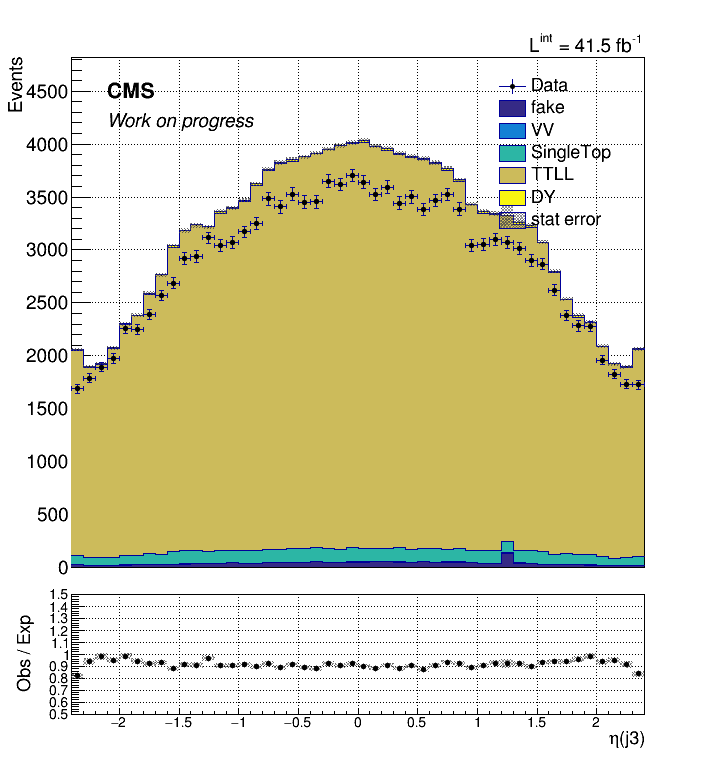 L^int = 41.5 fb^-1
Events
CMS
Work on progress
Data
fake
VV
SingleTop
TTLL
DY
stat error
4500
4000
3500
3000
2500
2000
1500
1000
500
0
Obs / Exp
1.5
1.4
1.3
1.2
1.1
1
0.9
0.8
0.7
0.6
0.5
−2 −1.5 −1 −0.5 0 0.5 1 1.5 2
η(j3)